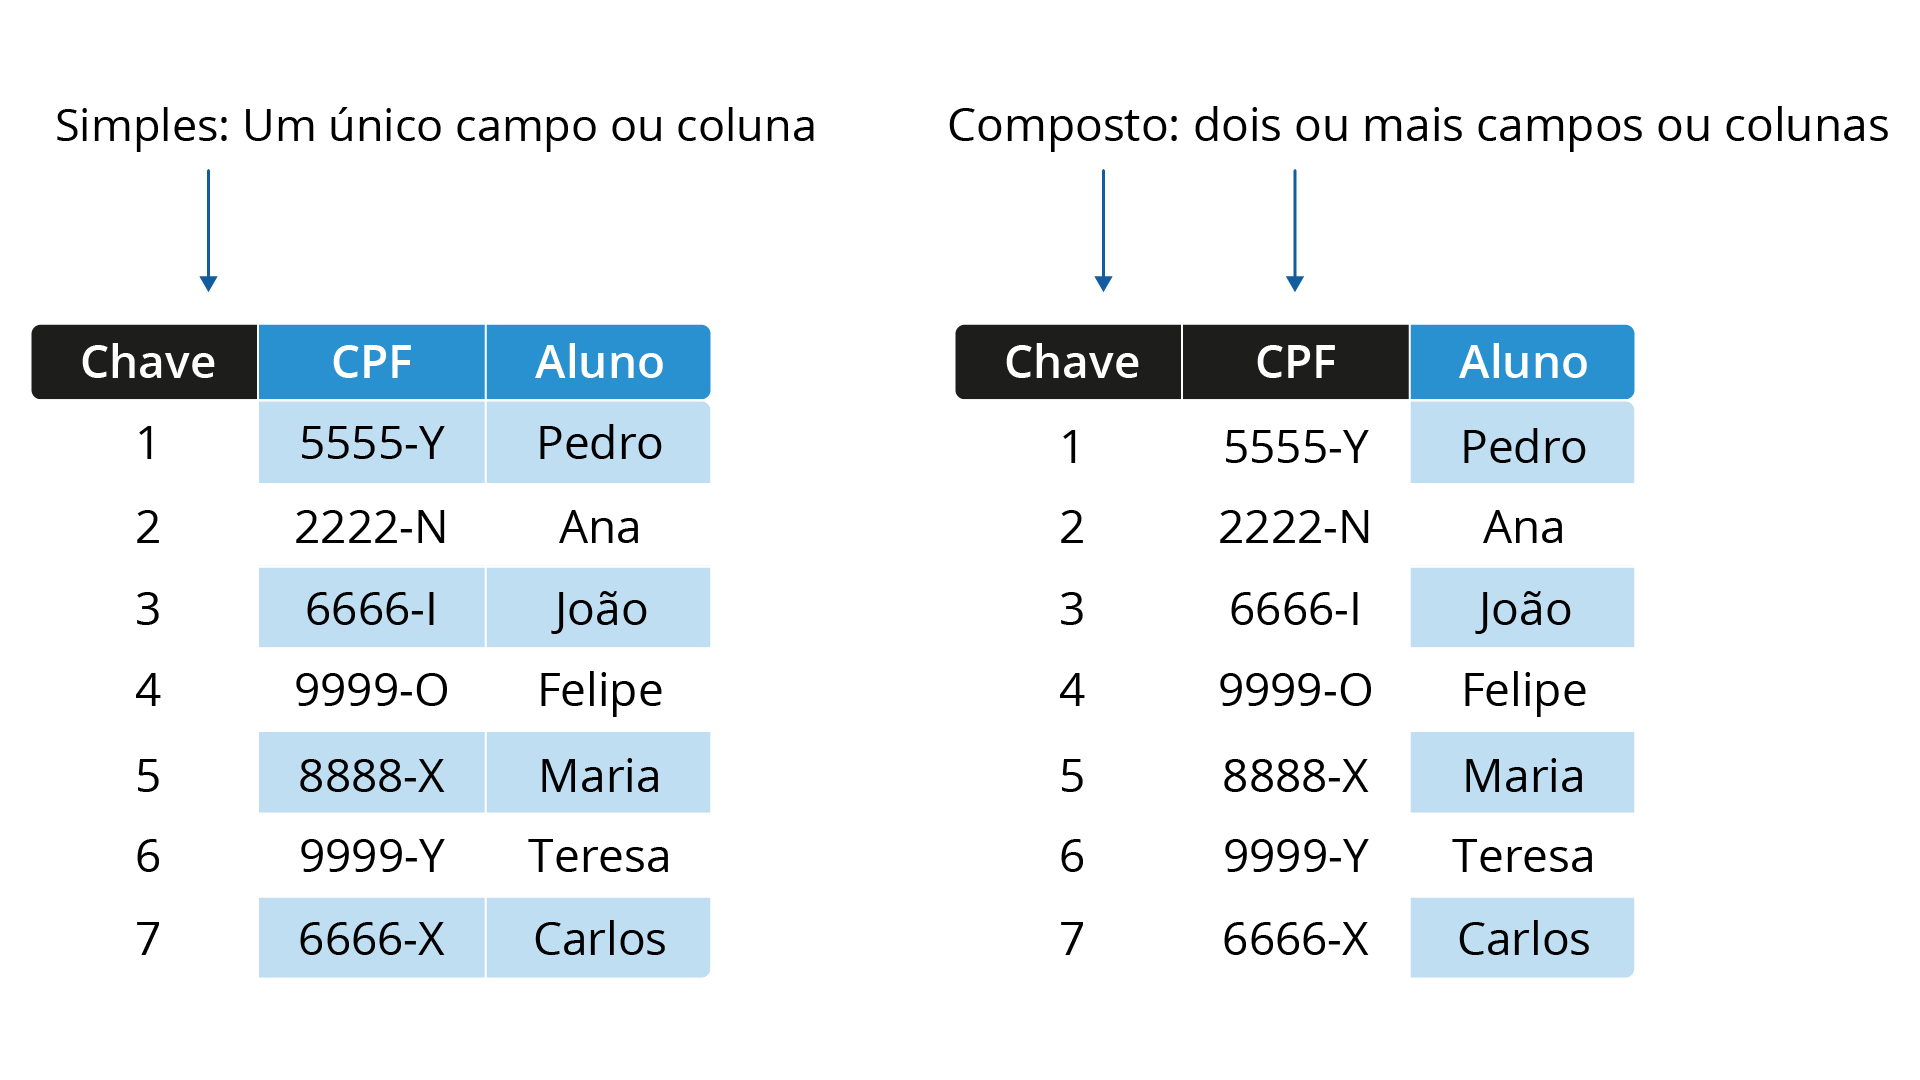 Simples: Um único campo ou coluna
Chave CPF Aluno
1 5555-Y Pedro
2 2222-N Ana
3 6666-I João
4 9999-O Felipe
5 8888-X Maria
6 9999-Y Teresa
7 6666-X Carlos
Composto: dois ou mais campos ou colunas
Chave CPF Aluno
1 5555-Y Pedro
2 2222-N Ana
3 6666-I João
4 9999-O Felipe
5 8888-X Maria
6 9999-Y Teresa
7 6666-X Carlos